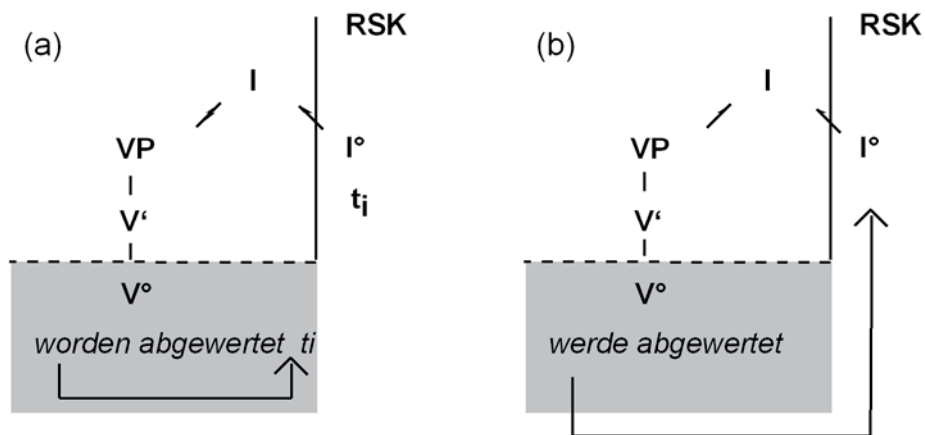 (a)
RSK
I
VP
I°
ti
V‘
V°
worden abgewertet ti
(b)
RSK
I
VP
I°
V‘
V°
werde abgewertet